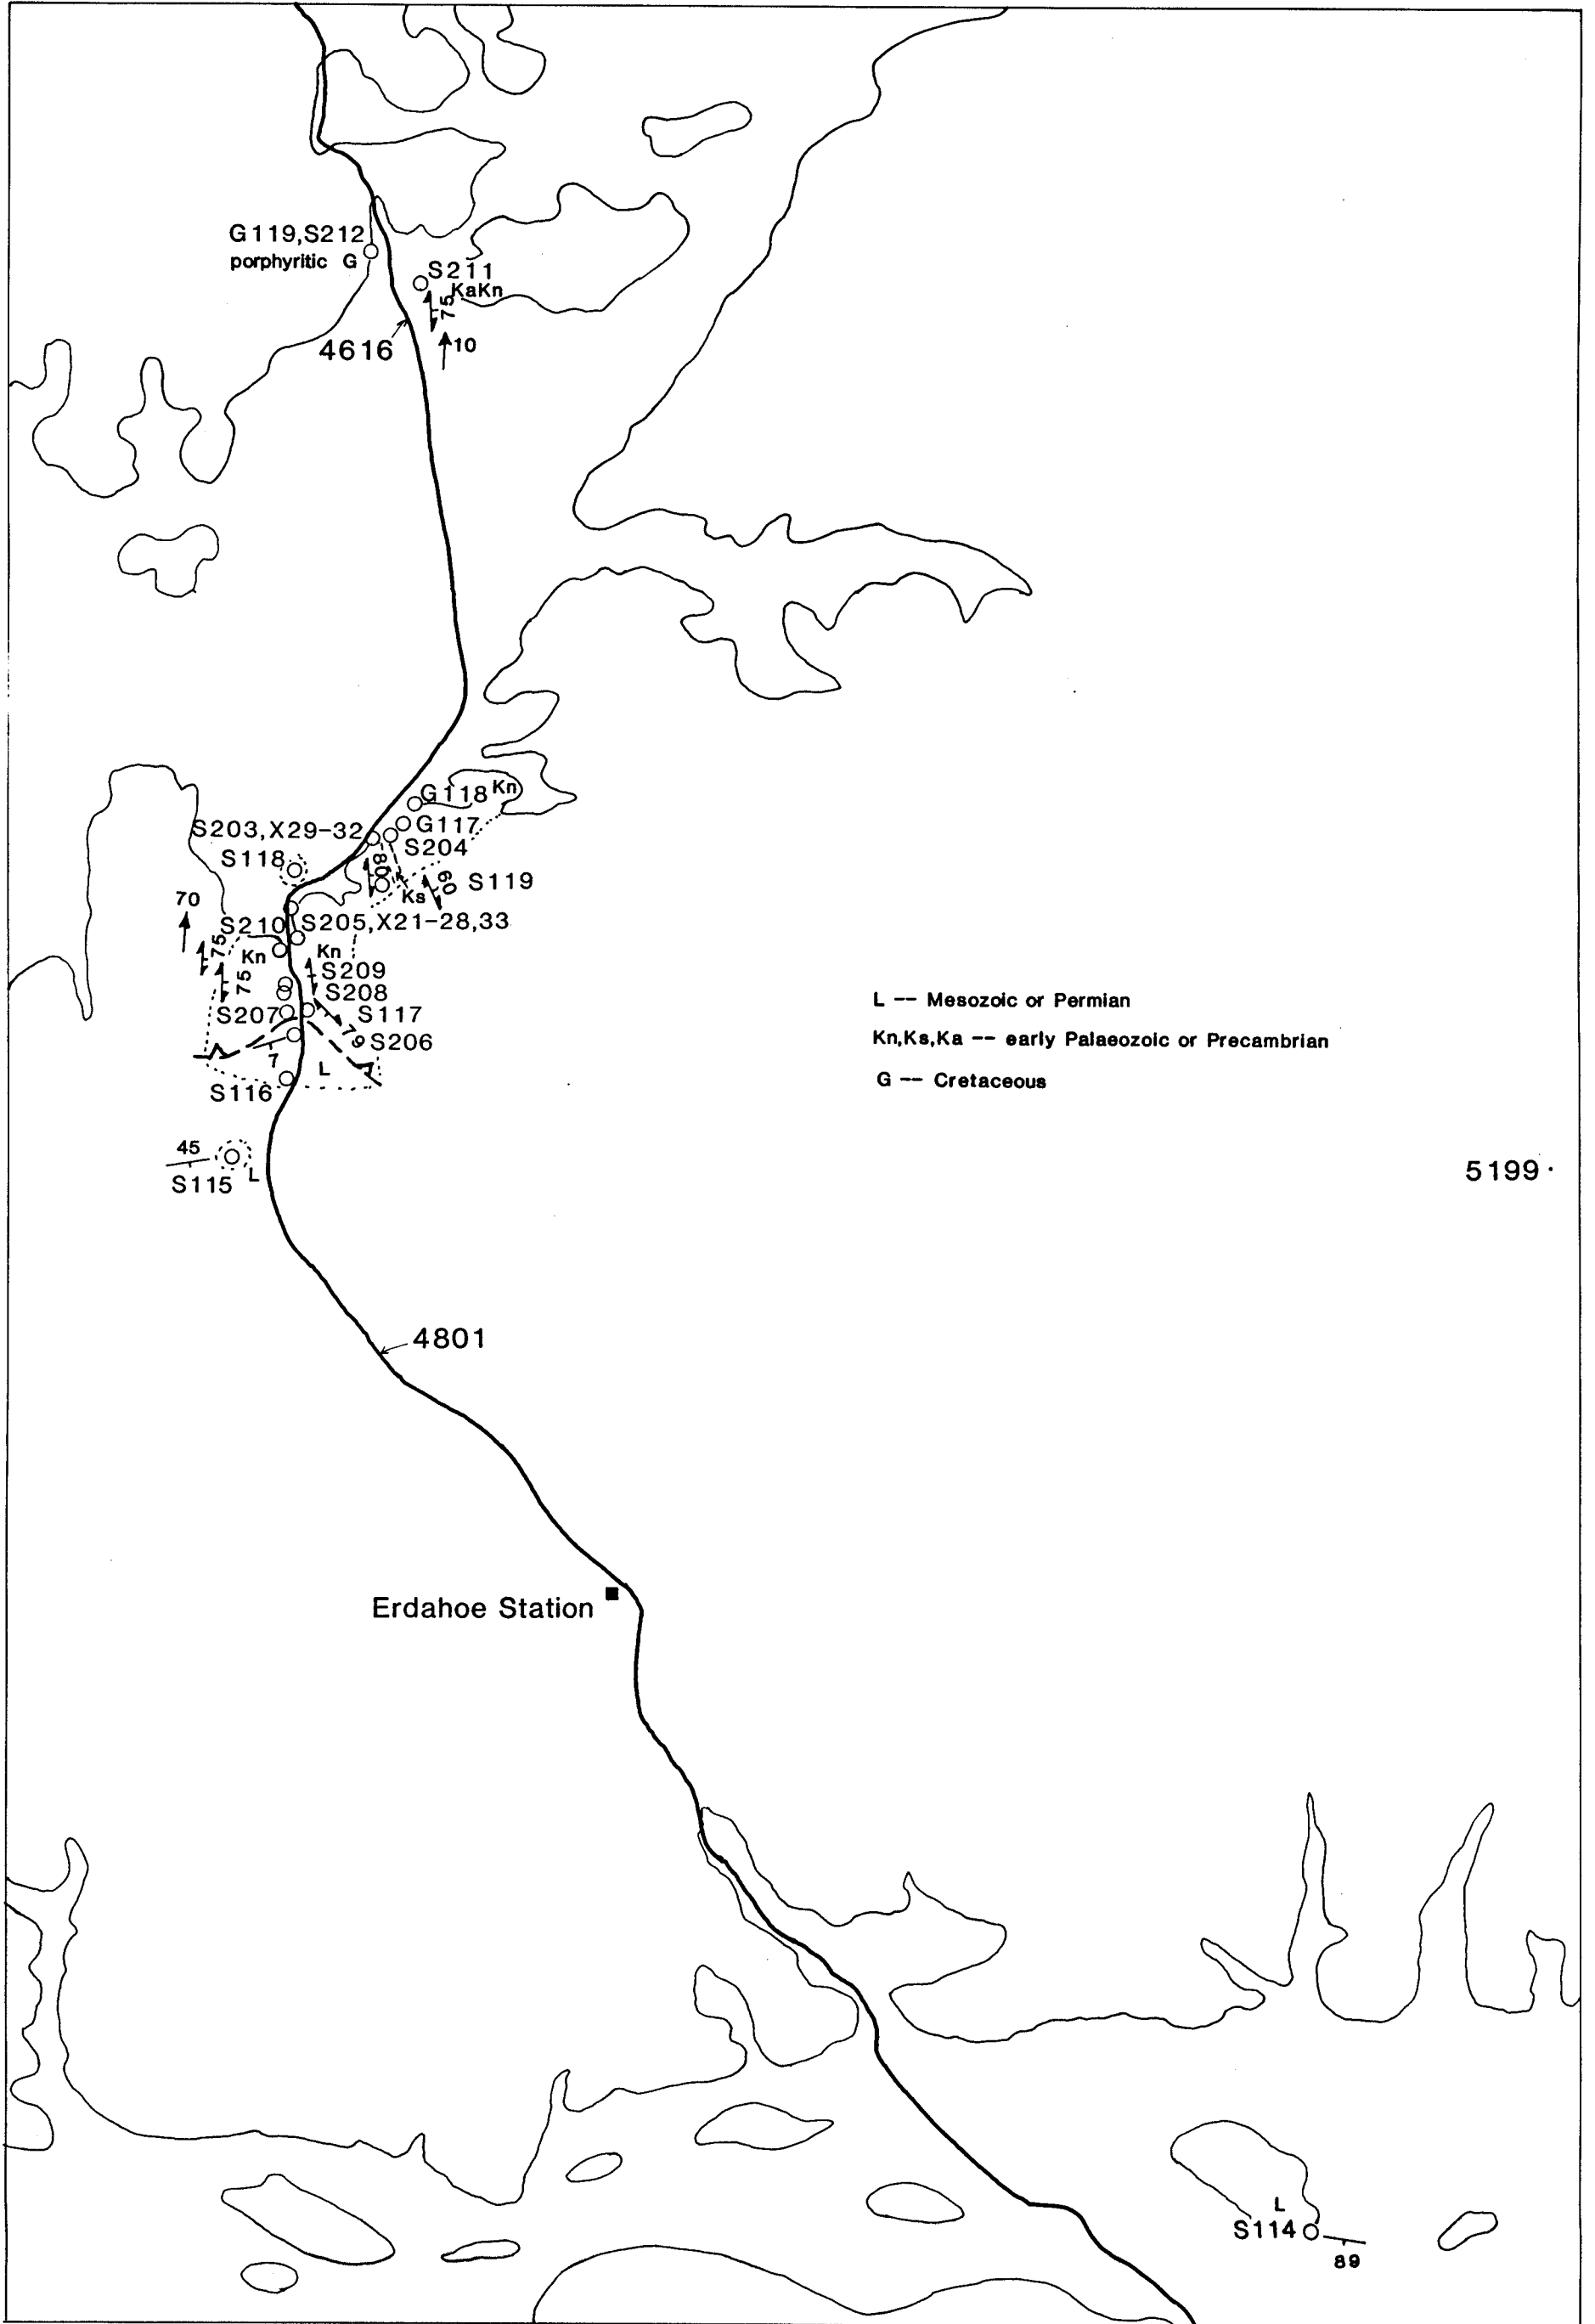 G119,S212
porphyritic G
S211
KaKn
75
4616
10
G118 Kn
G117
S203,X29-32
S204
S118
80
Ks
60
S119
70
S210
S205,X21-28,33
75
Kn
Kn
75
S209
S208
S207
S117
79
S206
7
L
S116
45
S115
L
L -- Mesozoic or Permian
Kn,Ks,Ka -- early Palaeozoic or Precambrian
G -- Cretaceous
5199
4801
Erdahoe Station
L
S114
89